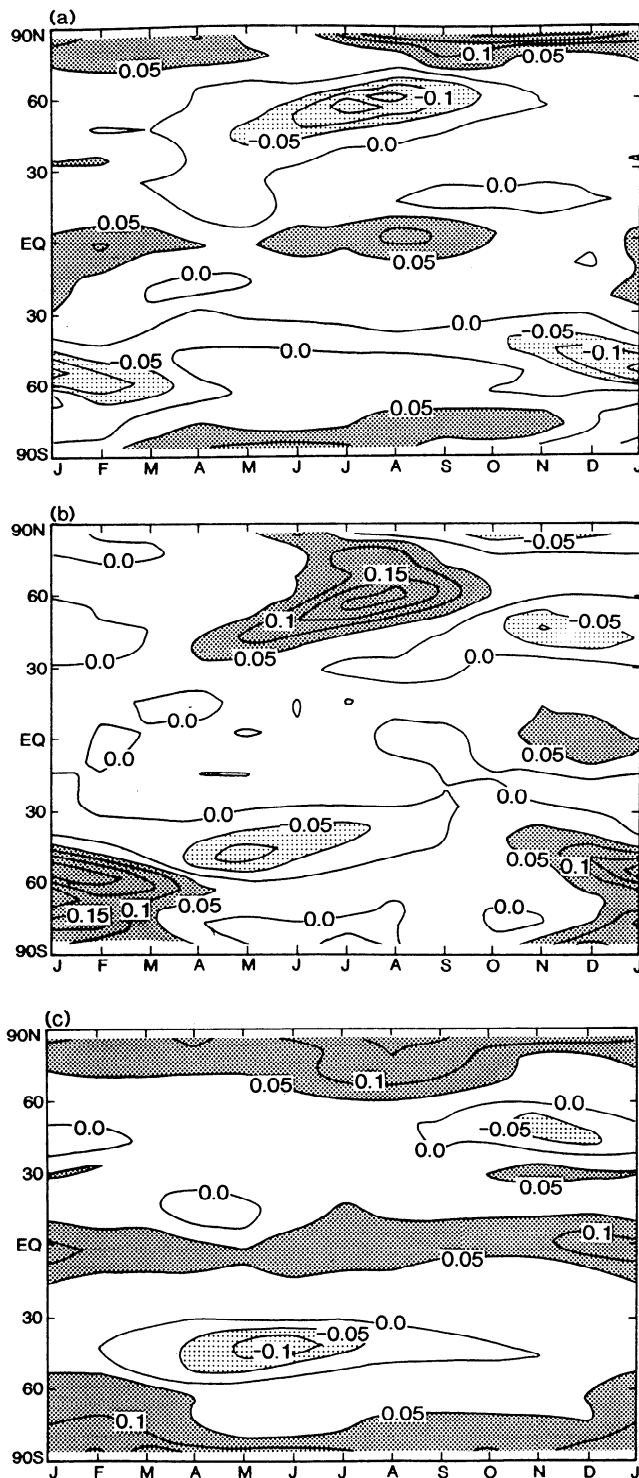 (a)
90N
0.05 0.1 0.05
60 -0.1
-0.05 0.0
30 0.0
0.05
EQ
0.0 0.05
30 0.0 -0.05
-0.05 0.0 -0.1
60
0.05
90S
J F M A M J J A S O N D J
(b)
90N
0.0 -0.05
0.15
60
0.1 -0.05
0.0 0.05 0.0
30
0.0
EQ
0.0 0.05
30 0.0 0.0
-0.05
0.05 0.1
60
0.15 0.1 0.05 0.0 0.0
90S
J F M A M J J A S O N D J
(c)
90N
0.05 0.1
60 0.0
0.0 -0.05
30 0.0
0.0 0.05
EQ 0.1
0.05
30 0.0
-0.05
-0.1
60
0.1 0.05
90S
J F M A M J J A S O N D J